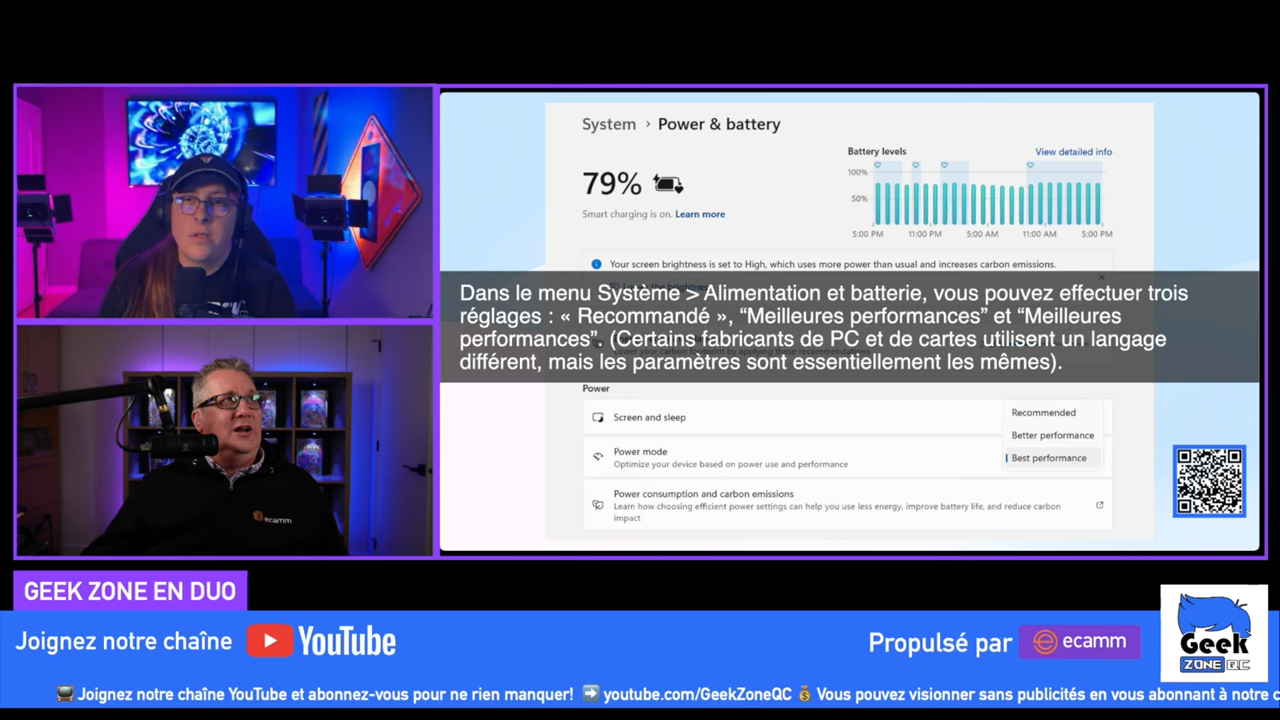 System > Power & battery
Battery levels
View detailed info
79%
100%
50%
5:00 PM 11:00 PM 5:00 AM 11:00 AM 5:00 PM
Smart charging is on. Learn more
Your screen brightness is set to High, which uses more power than usual and increases carbon emissions.
Dans le menu Système > Alimentation et batterie, vous pouvez effectuer trois
réglages : « Recommandé », “Meilleures performances” et “Meilleures
performances”. (Certains fabricants de PC et de cartes utilisent un langage
différent, mais les paramètres sont essentiellement les mêmes).
Power
Screen and sleep
Recommended
Better performance
Best performance
Power mode
Optimize your device based on power use and performance
Power consumption and carbon emissions
Learn how choosing efficient power settings can help you use less energy, improve battery life, and reduce carbon
impact
ecamm
GEEK ZONE EN DUO
Joignez notre chaîne YouTube
Propulsé par ecamm
Geek
ZONE QC
Joignez notre chaîne YouTube et abonnez-vous pour ne rien manquer! ➡️ youtube.com/GeekZoneQC 💰 Vous pouvez visionner sans publicités en vous abonnant à notre c